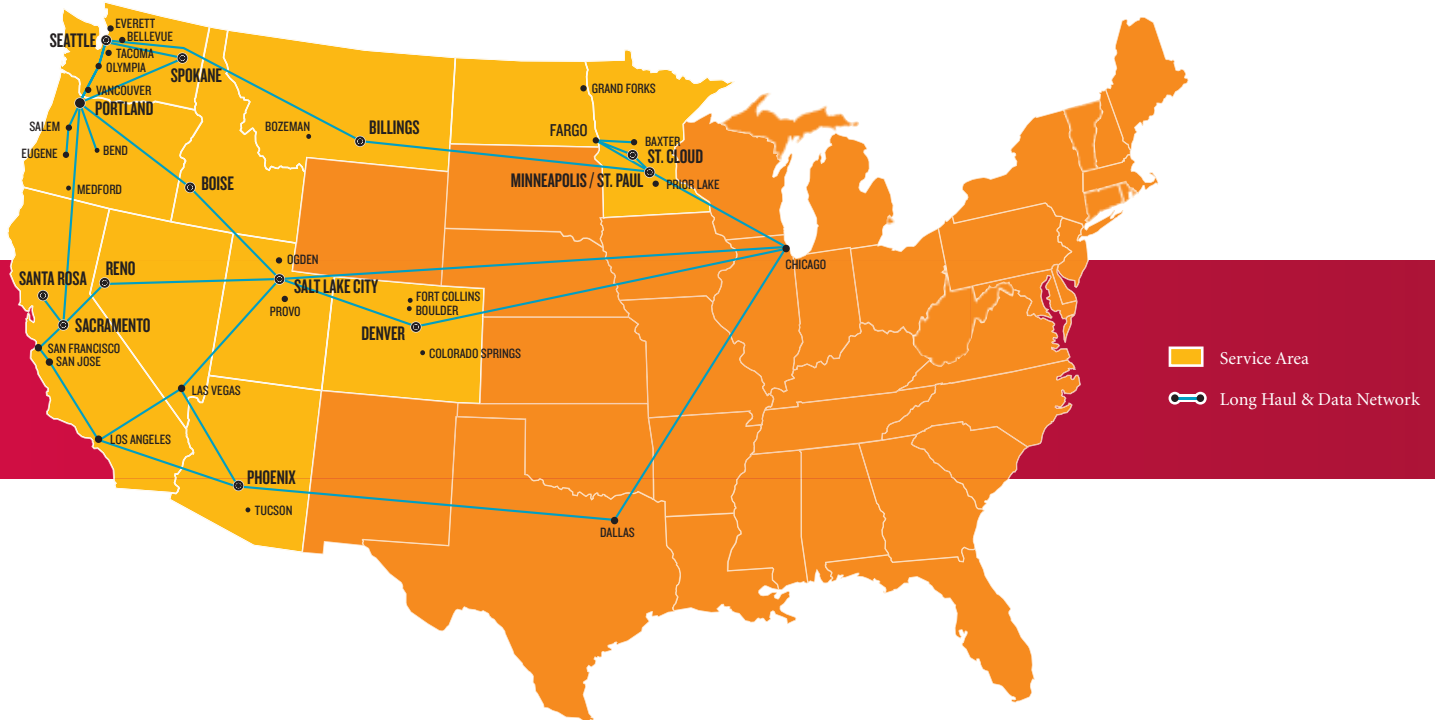 EVERETT
SEATTLE
BELLEVUE
TACOMA
OLYMPIA
SPOKANE
VANCOUVER
PORTLAND
SALEM
EUGENE
BEND
MEDFORD
BOISE
BOZEMAN
BILLINGS
GRAND FORKS
FARGO
BAXTER
ST. CLOUD
MINNEAPOLIS / ST. PAUL
PRIOR LAKE
CHICAGO
OGDEN
SALT LAKE CITY
PROVO
RENO
SANTA ROSA
SACRAMENTO
SAN FRANCISCO
SAN JOSE
FORT COLLINS
BOULDER
DENVER
COLORADO SPRINGS
LAS VEGAS
LOS ANGELES
PHOENIX
TUCSON
DALLAS
Service Area
Long Haul & Data Network